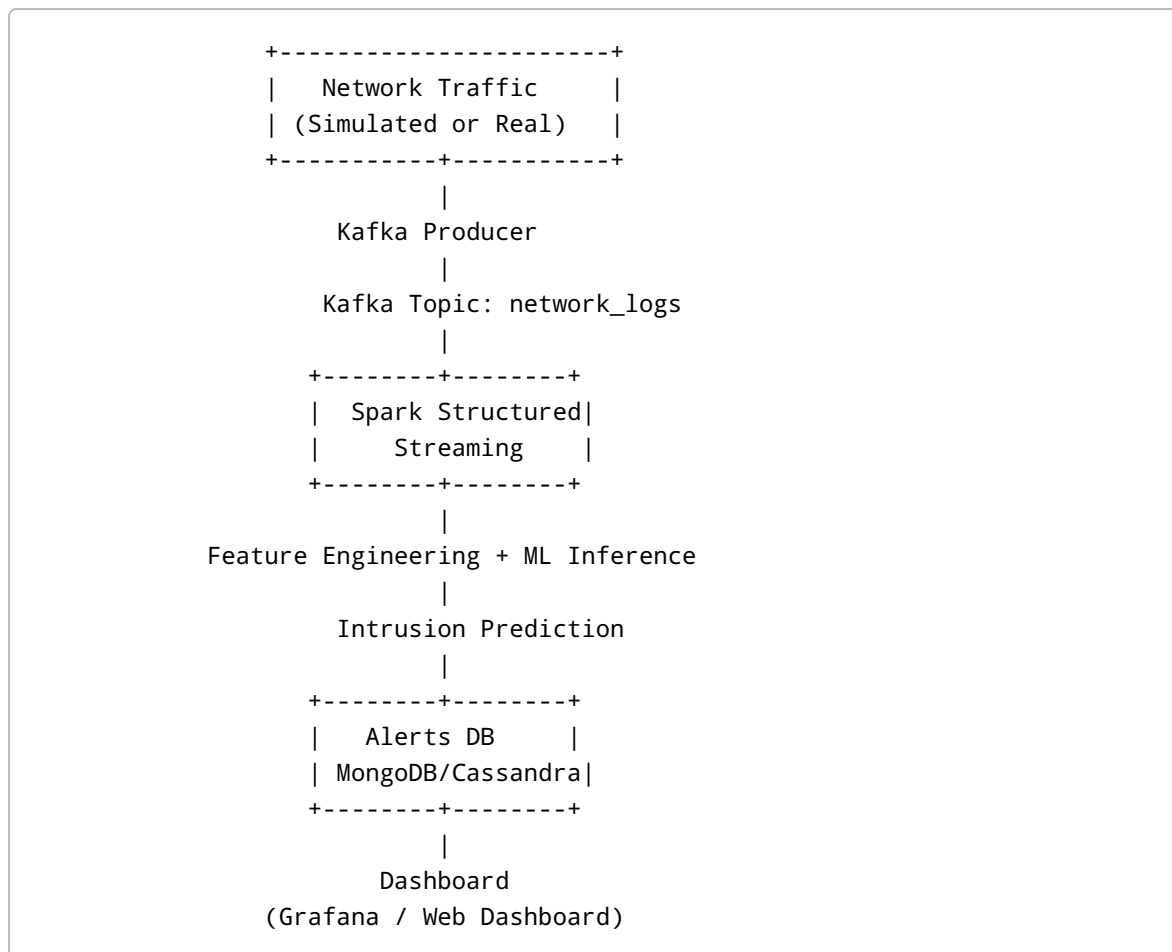 +-----------------------+
|   Network Traffic     |
| (Simulated or Real)   |
+-----------+-----------+
|
Kafka Producer
|
Kafka Topic: network_logs
|
+--------+--------+
|  Spark Structured|
|     Streaming    |
+--------+--------+
|
Feature Engineering + ML Inference
|
Intrusion Prediction
|
+--------+--------+
|   Alerts DB     |
| MongoDB/Cassandra|
+--------+--------+
|
Dashboard
(Grafana / Web Dashboard)